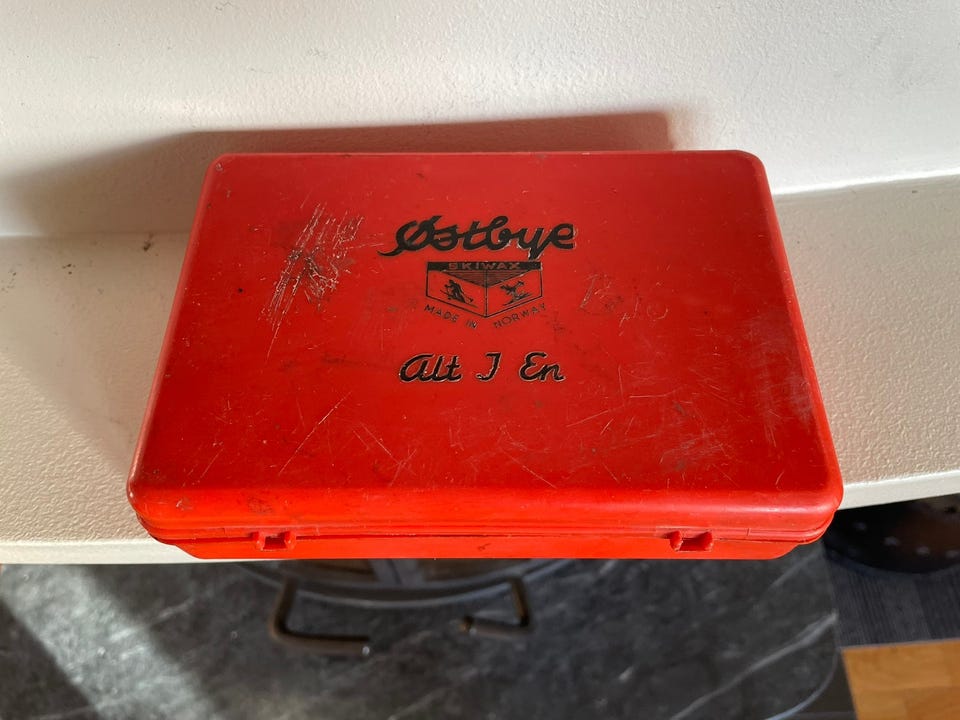 Østbye
SKIWAX
MADE IN NORWAY
Alt I En